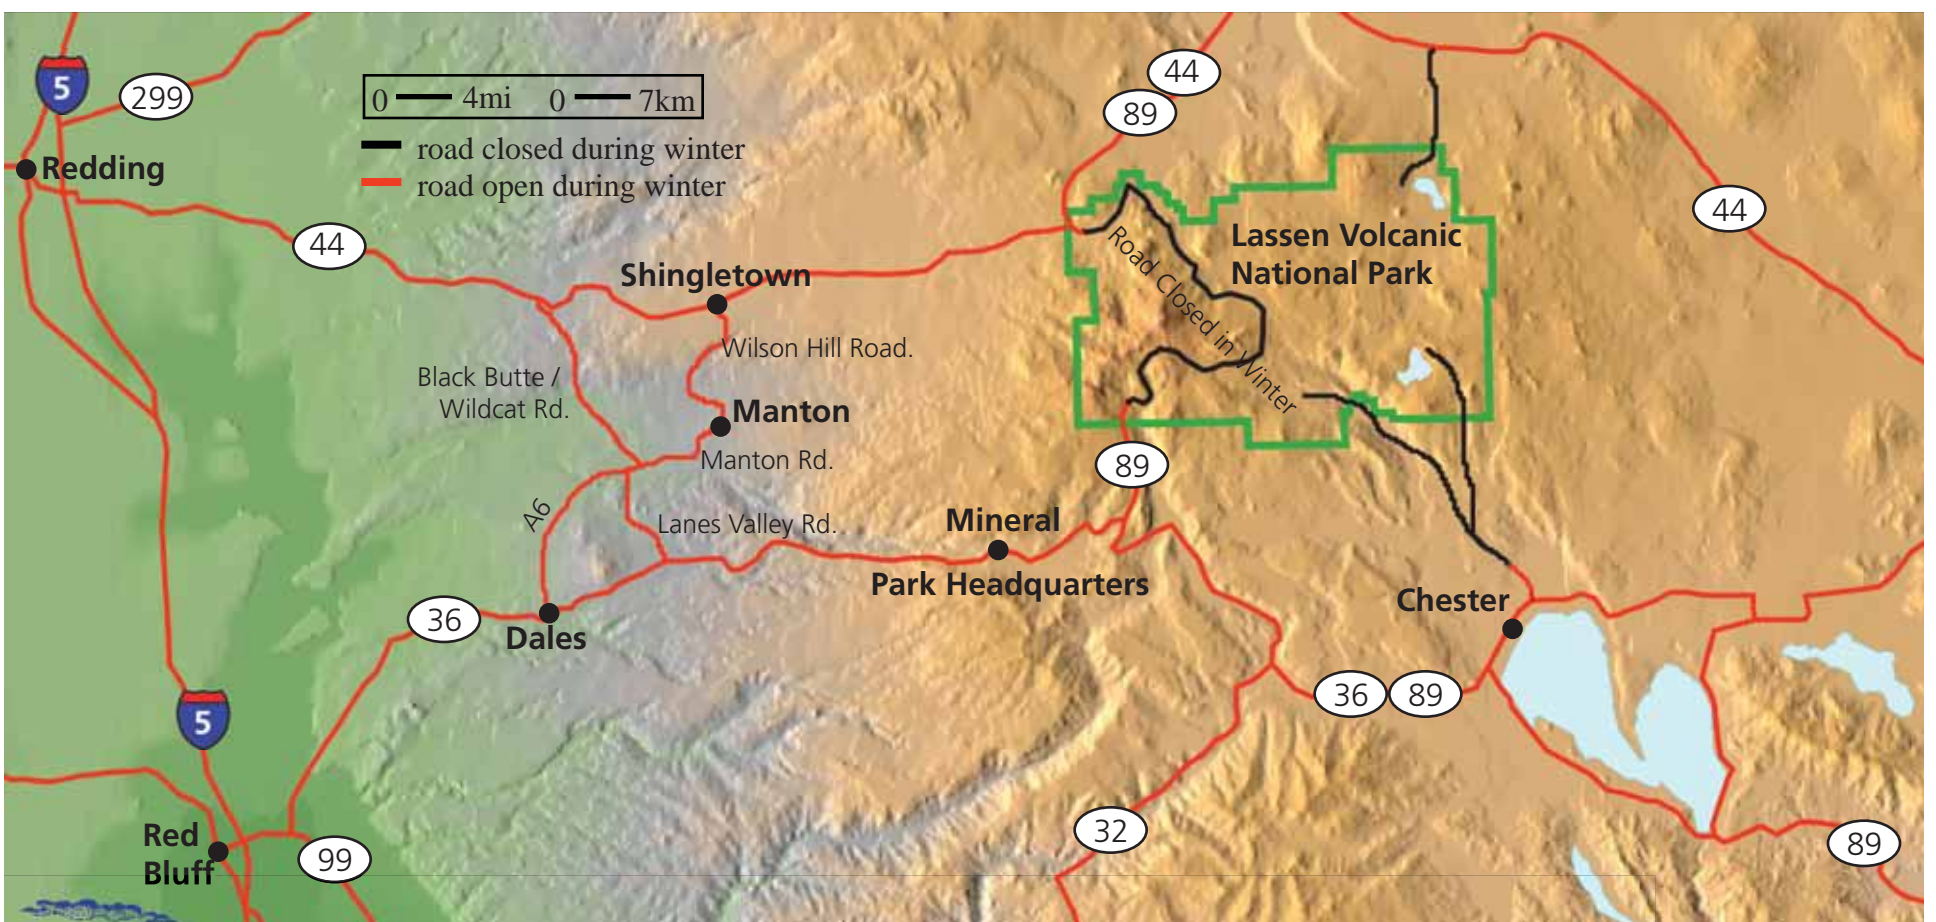 44
5
299
89
0 4mi 0 7km
road closed during winter
road open during winter
Redding
44
44
Lassen Volcanic
National Park
Road Closed in Winter
Shingletown
Wilson Hill Road.
Black Butte /
Wildcat Rd.
Manton
Manton Rd.
89
A6
Lanes Valley Rd.
Mineral
Park Headquarters
36
Dales
Chester
36
89
5
32
Red
Bluff
99
89